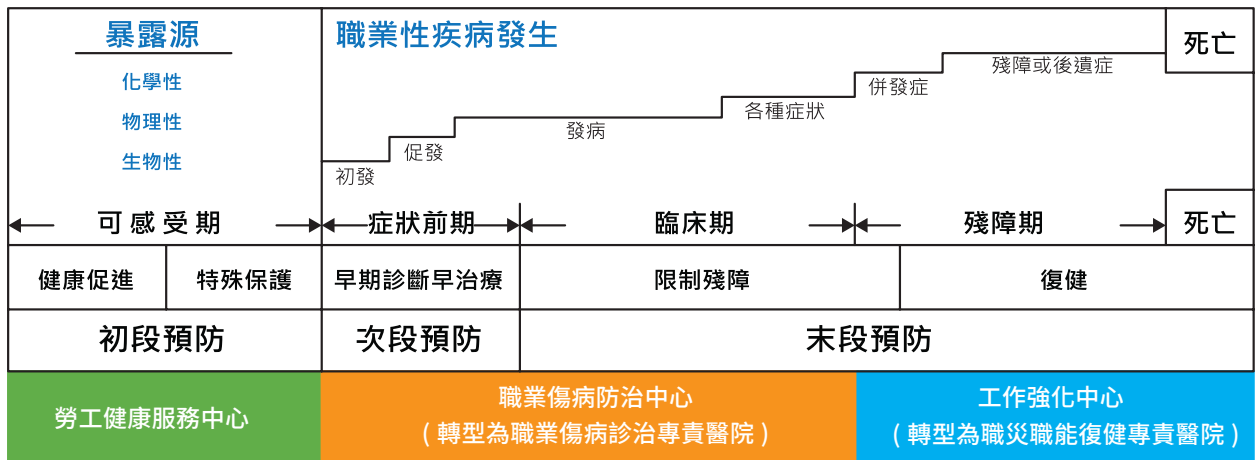 暴露源
化學性
物理性
生物性
職業性疾病發生
初發
促發
發病
各種症狀
併發症
殘障或後遺症
死亡
可感受期
症狀前期
臨床期
殘障期
死亡
健康促進
特殊保護
早期診斷早治療
限制殘障
復健
初段預防
次段預防
末段預防
勞工健康服務中心
職業傷病防治中心
( 轉型為職業傷病診治專責醫院 )
工作強化中心
( 轉型為職災職能復健專責醫院 )